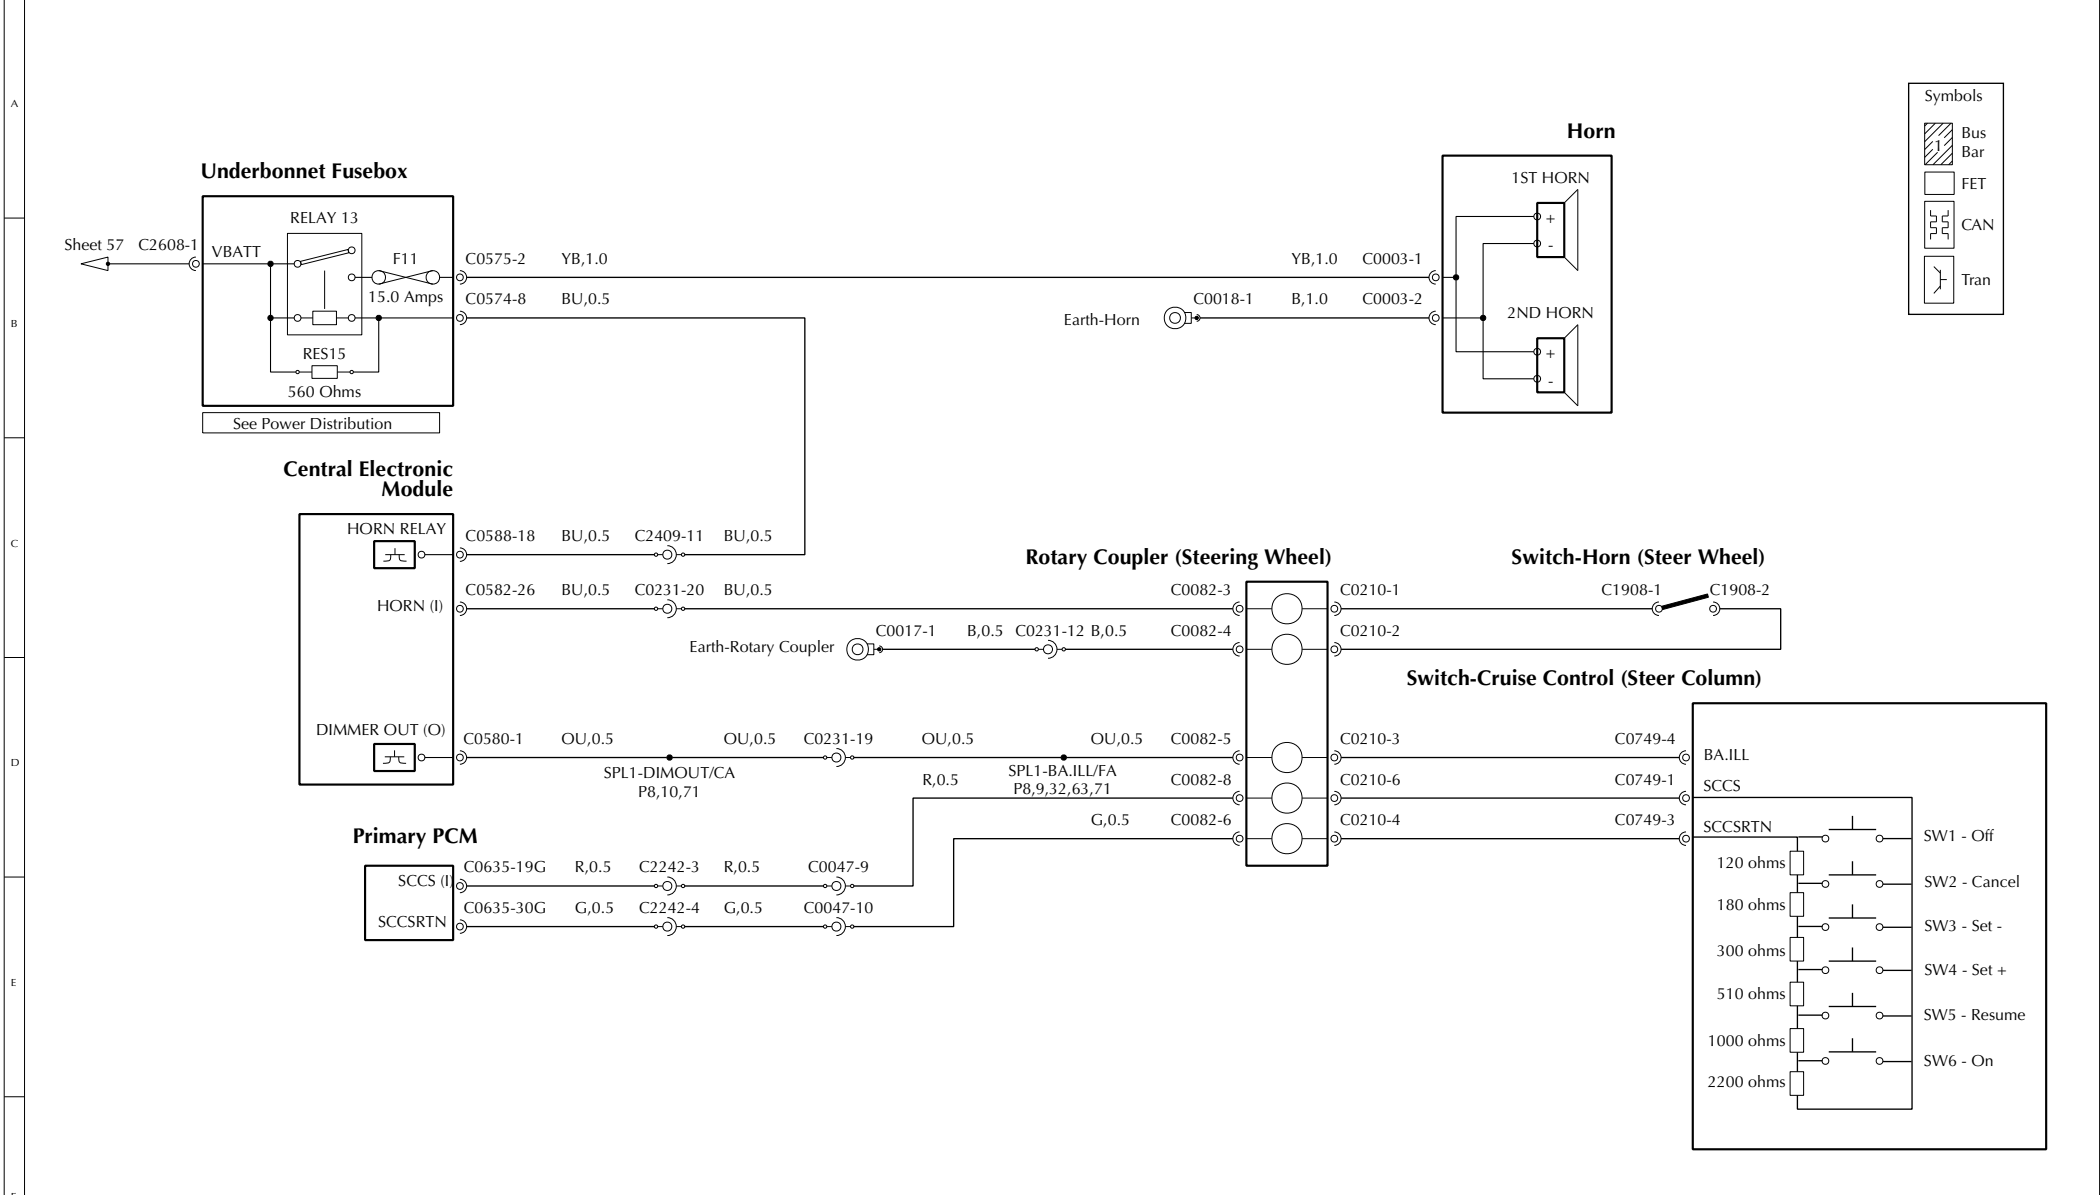 A
B
C
D
E
Symbols
1
Bus
Bar
FET
CAN
Tran
Horn
1ST HORN
+
-
2ND HORN
+
-
Underbonnet Fusebox
RELAY 13
Sheet 57 C2608-1
VBATT
F11
15.0 Amps
RES15
560 Ohms
See Power Distribution
C0575-2 YB,1.0 YB,1.0 C0003-1
C0574-8 BU,0.5 C0018-1 B,1.0 C0003-2
Earth-Horn
Central Electronic
Module
HORN RELAY
C0588-18 BU,0.5 C2409-11 BU,0.5
HORN (I)
C0582-26 BU,0.5 C0231-20 BU,0.5
Rotary Coupler (Steering Wheel)
Switch-Horn (Steer Wheel)
C0082-3 C0210-1 C1908-1 C1908-2
Earth-Rotary Coupler
C0017-1 B,0.5 C0231-12 B,0.5 C0082-4 C0210-2
Switch-Cruise Control (Steer Column)
DIMMER OUT (O)
C0580-1 OU,0.5 OU,0.5 C0231-19 OU,0.5 OU,0.5 C0082-5 C0210-3 C0749-4
SPL1-DIMOUT/CA
P8,10,71
SPL1-BA.ILL/FA
P8,9,32,63,71
R,0.5 C0082-8 C0210-6 C0749-1
G,0.5 C0082-6 C0210-4 C0749-3
Primary PCM
SCCS (I)
C0635-19G R,0.5 C2242-3 R,0.5 C0047-9
SCCSRTN
C0635-30G G,0.5 C2242-4 G,0.5 C0047-10
BA.ILL
SCCS
SCCSRTN
SW1 - Off
120 ohms
SW2 - Cancel
180 ohms
SW3 - Set -
300 ohms
SW4 - Set +
510 ohms
SW5 - Resume
1000 ohms
SW6 - On
2200 ohms